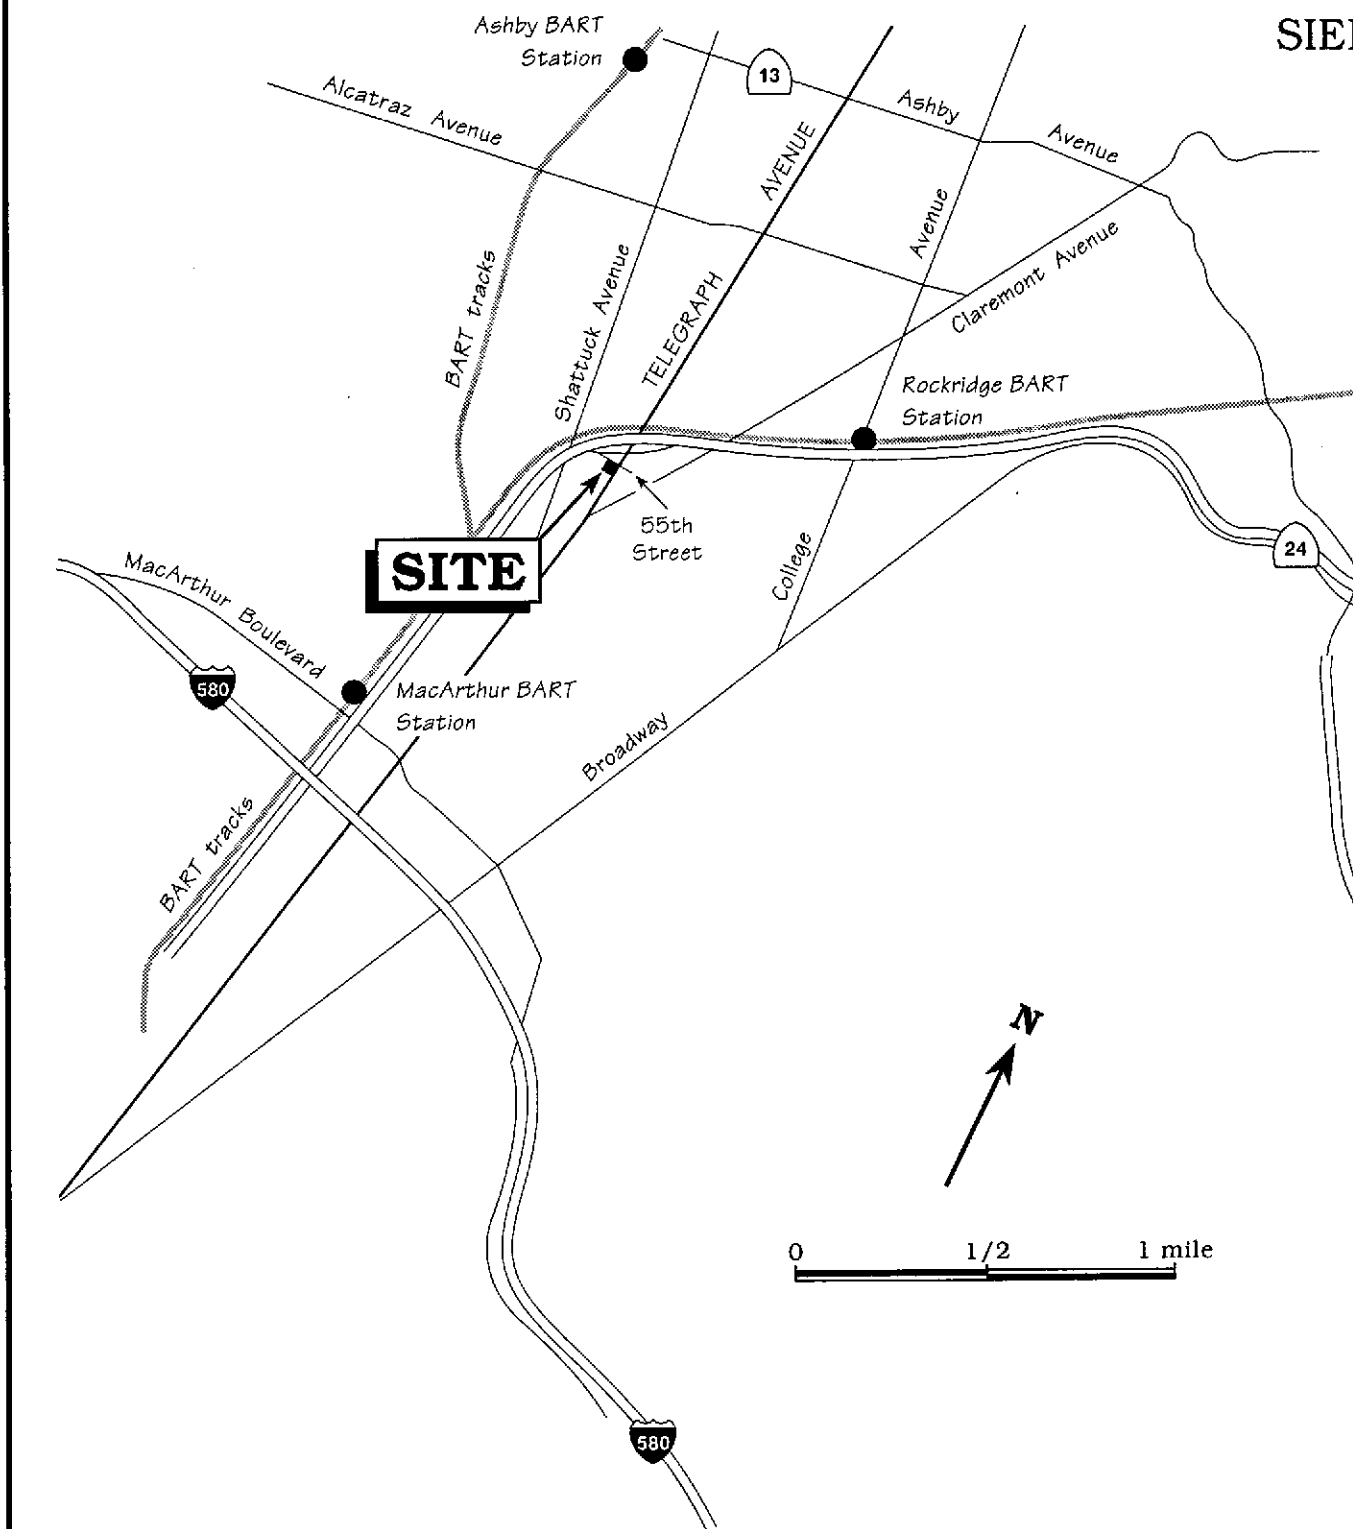 SIE
Ashby BART
Station
13
Alcatraz Avenue
Ashby
Avenue
AVENUE
Avenue
BART tracks
Shattuck Avenue
TELEGRAPH
Claremont Avenue
Rockridge BART
Station
55th
Street
24
SITE
College
MacArthur Boulevard
580
MacArthur BART
Station
Broadway
BART tracks
N
0 1/2 1 mile
580